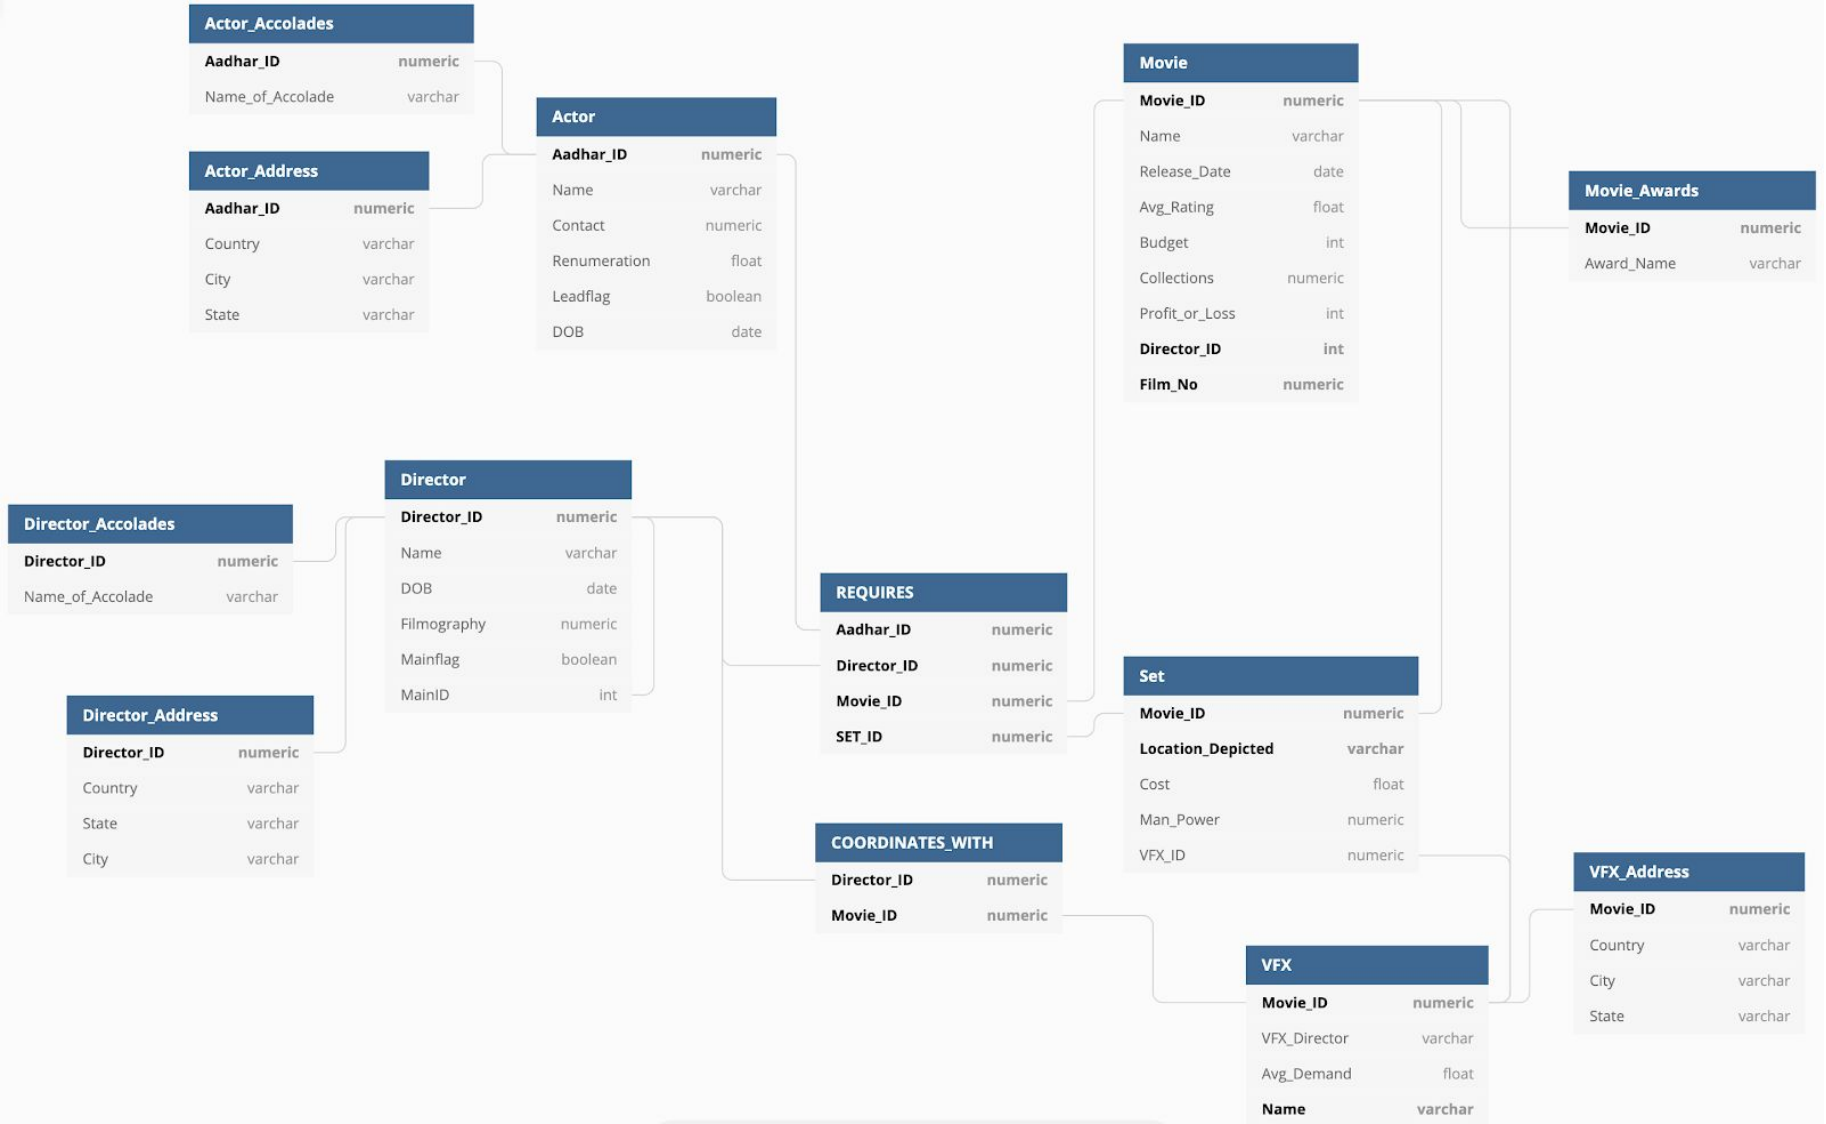 Actor_Accolades
Aadhar_ID numeric
Name_of_Accolade varchar
Actor_Address
Aadhar_ID numeric
Country varchar
City varchar
State varchar
Actor
Aadhar_ID numeric
Name varchar
Contact numeric
Renumeration float
Leadflag boolean
DOB date
Movie
Movie_ID numeric
Name varchar
Release_Date date
Avg_Rating float
Budget int
Collections numeric
Profit_or_Loss int
Director_ID int
Film_No numeric
Movie_Awards
Movie_ID numeric
Award_Name varchar
Director_Accolades
Director_ID numeric
Name_of_Accolade varchar
Director
Director_ID numeric
Name varchar
DOB date
Filmography numeric
Mainflag boolean
MainID int
Director_Address
Director_ID numeric
Country varchar
State varchar
City varchar
REQUIRES
Aadhar_ID numeric
Director_ID numeric
Movie_ID numeric
SET_ID numeric
Set
Movie_ID numeric
Location_Depicted varchar
Cost float
Man_Power numeric
VFX_ID numeric
COORDINATES_WITH
Director_ID numeric
Movie_ID numeric
VFX
Movie_ID numeric
VFX_Director varchar
Avg_Demand float
Name varchar
VFX_Address
Movie_ID numeric
Country varchar
City varchar
State varchar